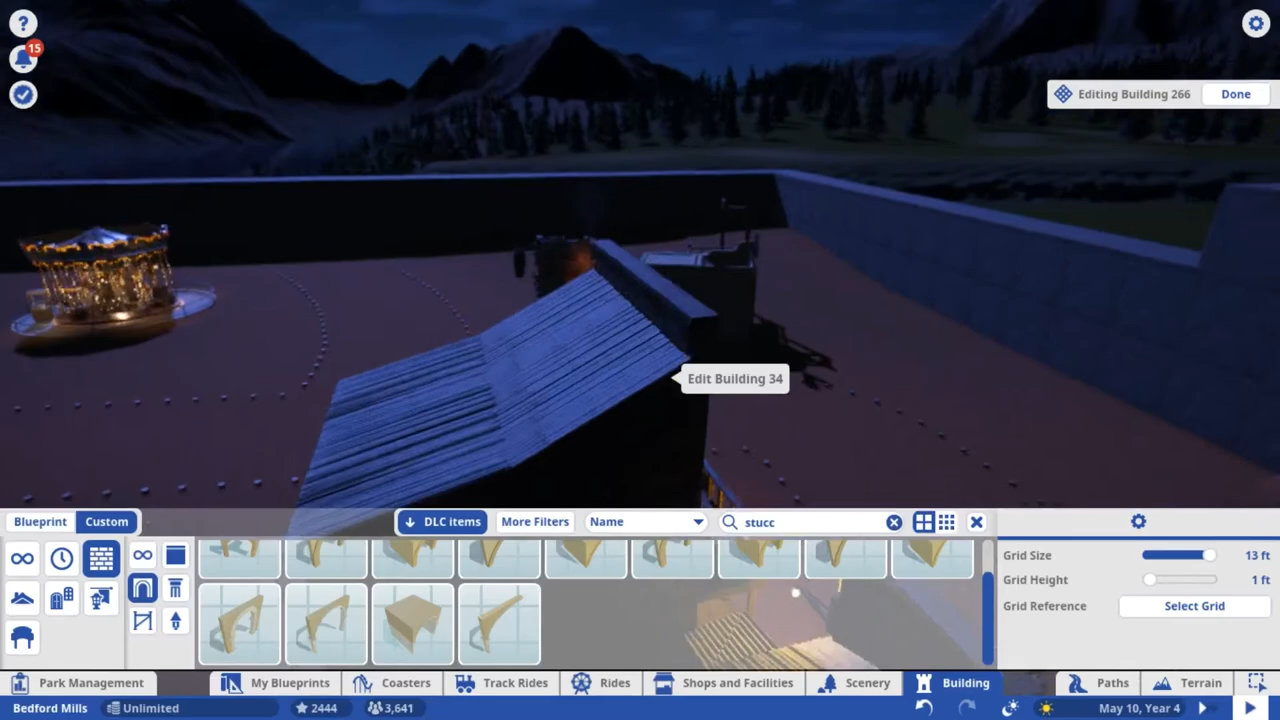 ?
15
Editing Building 266 Done
Edit Building 34
Blueprint Custom
DLC items More Filters Name stucc
Grid Size 13 ft
Grid Height 1 ft
Grid Reference Select Grid
Park Management My Blueprints Coasters Track Rides Rides Shops and Facilities Scenery Building Paths Terrain
Bedford Mills Unlimited 2444 3,641 May 10, Year 4